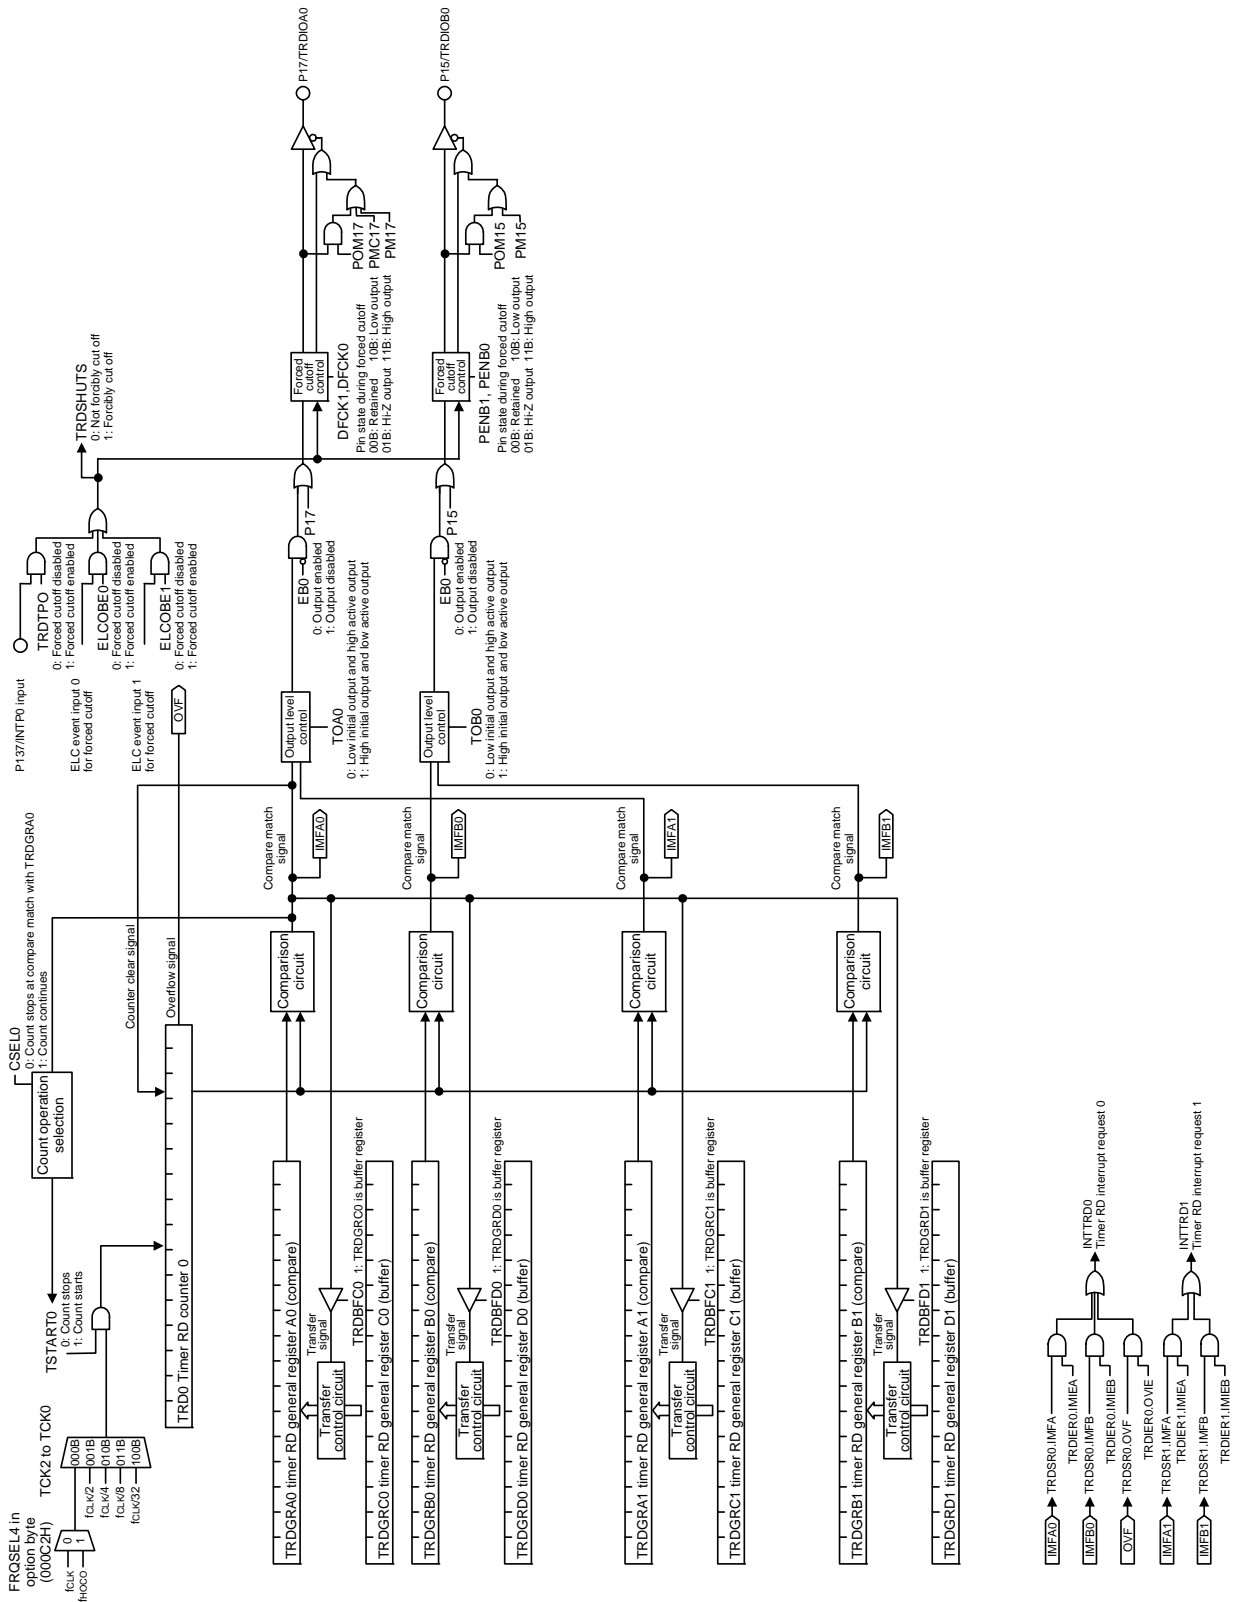 FRQSEL4 in
option byte
(000C2H)
fCLK
fHOCO
0
1
TCK2 to TCK0
fCLK/2
fCLK/4
fCLK/8
fCLK/32
000B
001B
010B
011B
100B
TSTART0
0: Count stops
1: Count starts
Count operation
selection
CSEL0
0: Count stops at compare match with TRDGRA0
1: Count continues
TRD0 Timer RD counter 0
Counter clear signal
Overflow signal
OVF
P137/INTP0 input
TRDTPO
0: Forced cutoff disabled
1: Forced cutoff enabled
ELC event input 0
for forced cutoff
ELCOBE0
0: Forced cutoff disabled
1: Forced cutoff enabled
ELC event input 1
for forced cutoff
ELCOBE1
0: Forced cutoff disabled
1: Forced cutoff enabled
TRDSHUTS
0: Not forcibly cut off
1: Forcibly cut off
TRDGRA0 timer RD general register A0 (compare)
Transfer
control circuit
Transfer
signal
TRDBFC0 1: TRDGRC0 is buffer register
TRDGRC0 timer RD general register C0 (buffer)
Comparison
circuit
Compare match
signal
IMFA0
Output level
control
TOA0
0: Low initial output and high active output
1: High initial output and low active output
EB0
0: Output enabled
1: Output disabled
P17
Forced
cutoff
control
DFCK1,DFCK0
Pin state during forced cutoff
00B: Retained 10B: Low output
01B: Hi-Z output 11B: High output
POM17
PMC17
PM17
P17/TRDIOA0
TRDGRB0 timer RD general register B0 (compare)
Transfer
control circuit
Transfer
signal
TRDBFD0 1: TRDGRD0 is buffer register
TRDGRD0 timer RD general register D0 (buffer)
Comparison
circuit
Compare match
signal
IMFB0
Output level
control
TOB0
0: Low initial output and high active output
1: High initial output and low active output
EB0
0: Output enabled
1: Output disabled
P15
Forced
cutoff
control
PENB1, PENB0
Pin state during forced cutoff
00B: Retained 10B: Low output
01B: Hi-Z output 11B: High output
POM15
PM15
P15/TRDIOB0
TRDGRA1 timer RD general register A1 (compare)
Transfer
control circuit
Transfer
signal
TRDBFC1 1: TRDGRC1 is buffer register
TRDGRC1 timer RD general register C1 (buffer)
Comparison
circuit
Compare match
signal
IMFA1
TRDGRB1 timer RD general register B1 (compare)
Transfer
control circuit
Transfer
signal
TRDBFD1 1: TRDGRD1 is buffer register
TRDGRD1 timer RD general register D1 (buffer)
Comparison
circuit
Compare match
signal
IMFB1
IMFA0
TRDSR0.IMFA
TRDIER0.IMIEA
IMFB0
TRDSR0.IMFB
TRDIER0.IMIEB
OVF
TRDSR0.OVF
TRDIER0.OVIE
INTTRD0
Timer RD interrupt request 0
IMFA1
TRDSR1.IMFA
TRDIER1.IMIEA
IMFB1
TRDSR1.IMFB
TRDIER1.IMIEB
INTTRD1
Timer RD interrupt request 1